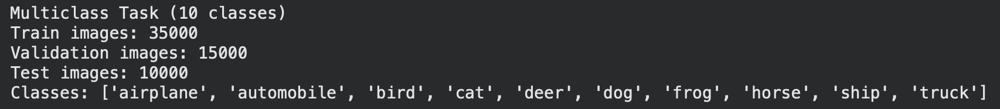 Multiclass Task (10 classes)
Train images: 35000
Validation images: 15000
Test images: 10000
Classes: ['airplane', 'automobile', 'bird', 'cat', 'deer', 'dog', 'frog', 'horse', 'ship', 'truck']